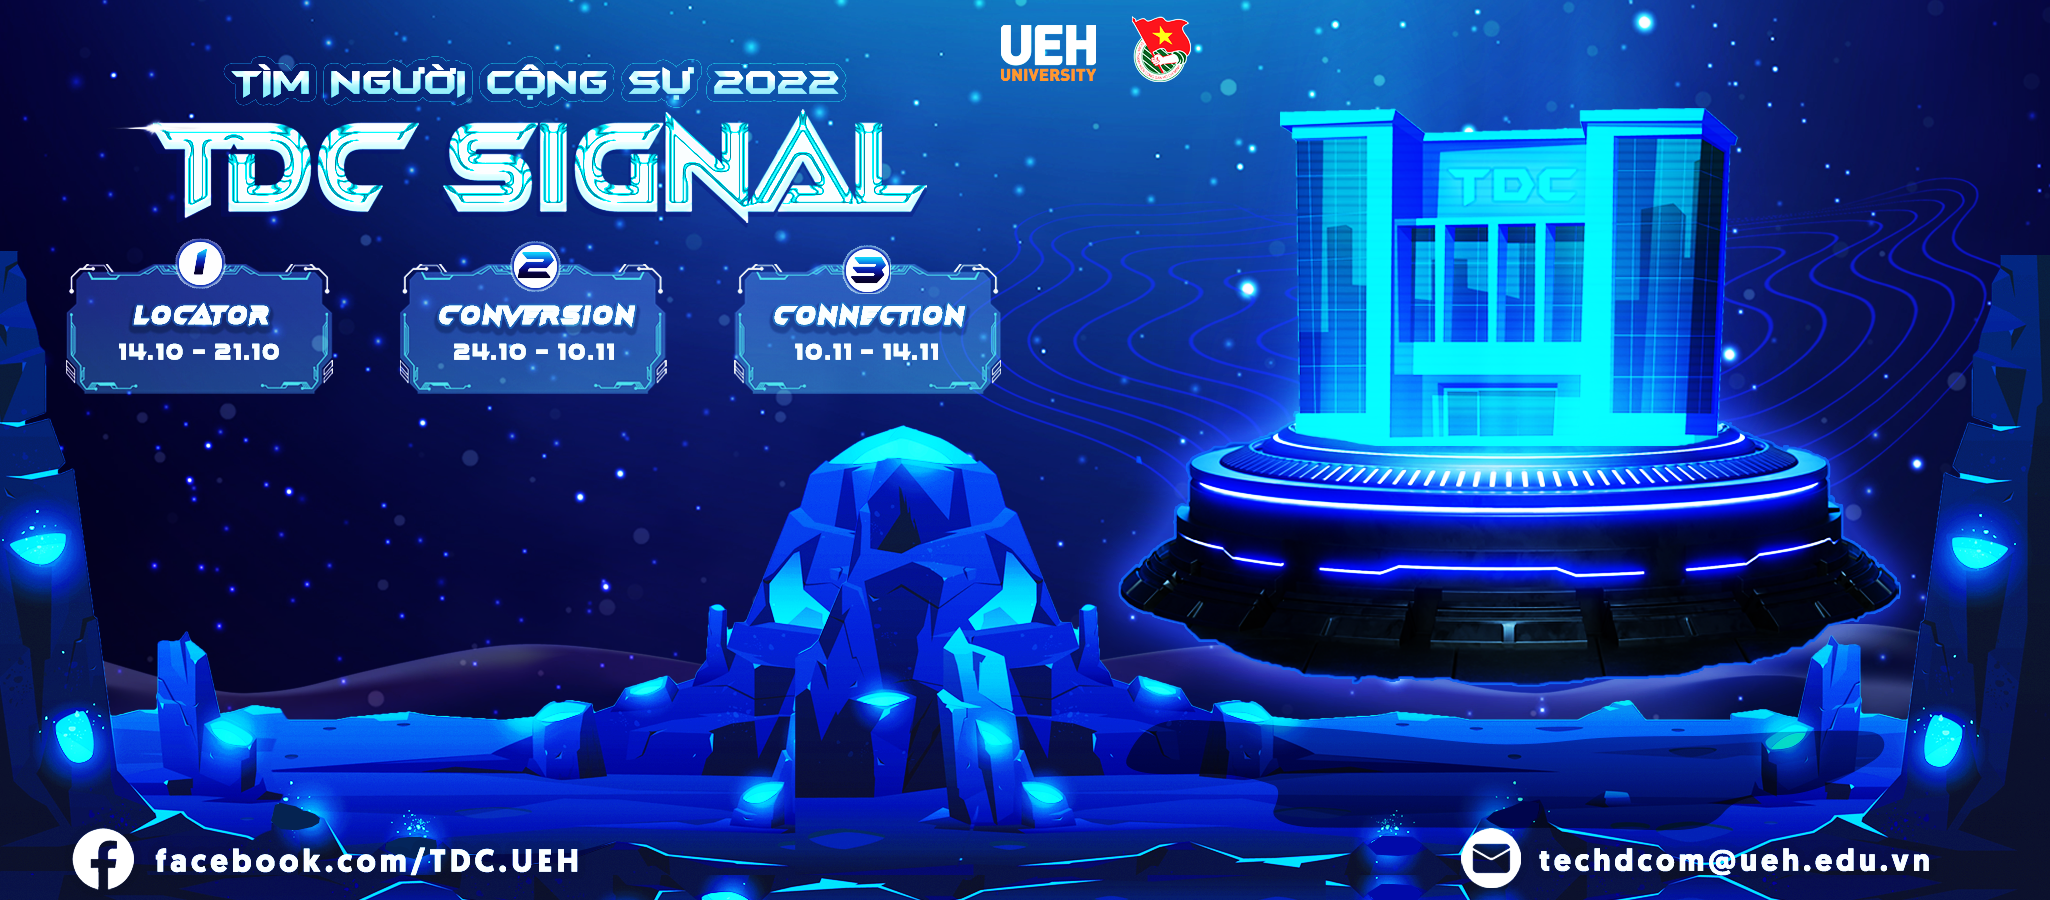 UEH
UNIVERSITY
TÌM NGƯỜI CỘNG SỰ 2022
TDC SIGNAL
1
LOCATOR
14.10 - 21.10
2
CONVERSION
24.10 - 10.11
3
CONNECTION
10.11 - 14.11
TDC
facebook.com/TDC.UEH
techdcom@ueh.edu.vn